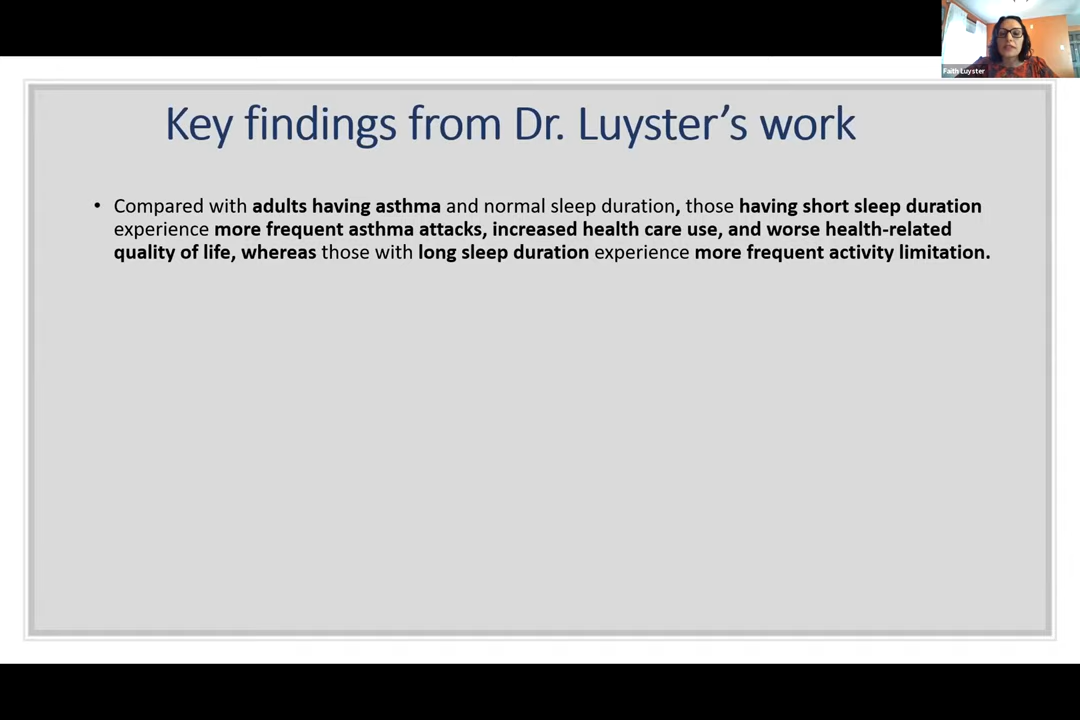 Faith Luyster
Key findings from Dr. Luyster’s work
• Compared with adults having asthma and normal sleep duration, those having short sleep duration
experience more frequent asthma attacks, increased health care use, and worse health-related
quality of life, whereas those with long sleep duration experience more frequent activity limitation.